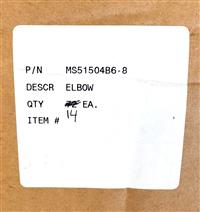 P/N MS51504B6-8
DESCR ELBOW
QTY EA.
ITEM # 14